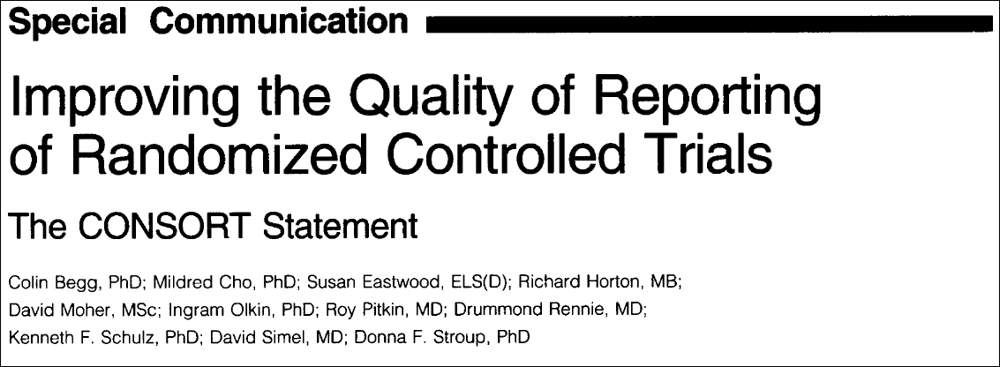 Special Communication
Improving the Quality of Reporting
of Randomized Controlled Trials
The CONSORT Statement
Colin Begg, PhD; Mildred Cho, PhD; Susan Eastwood, ELS(D); Richard Horton, MB;
David Moher, MSc; Ingram Olkin, PhD; Roy Pitkin, MD; Drummond Rennie, MD;
Kenneth F. Schulz, PhD; David Simel, MD; Donna F. Stroup, PhD